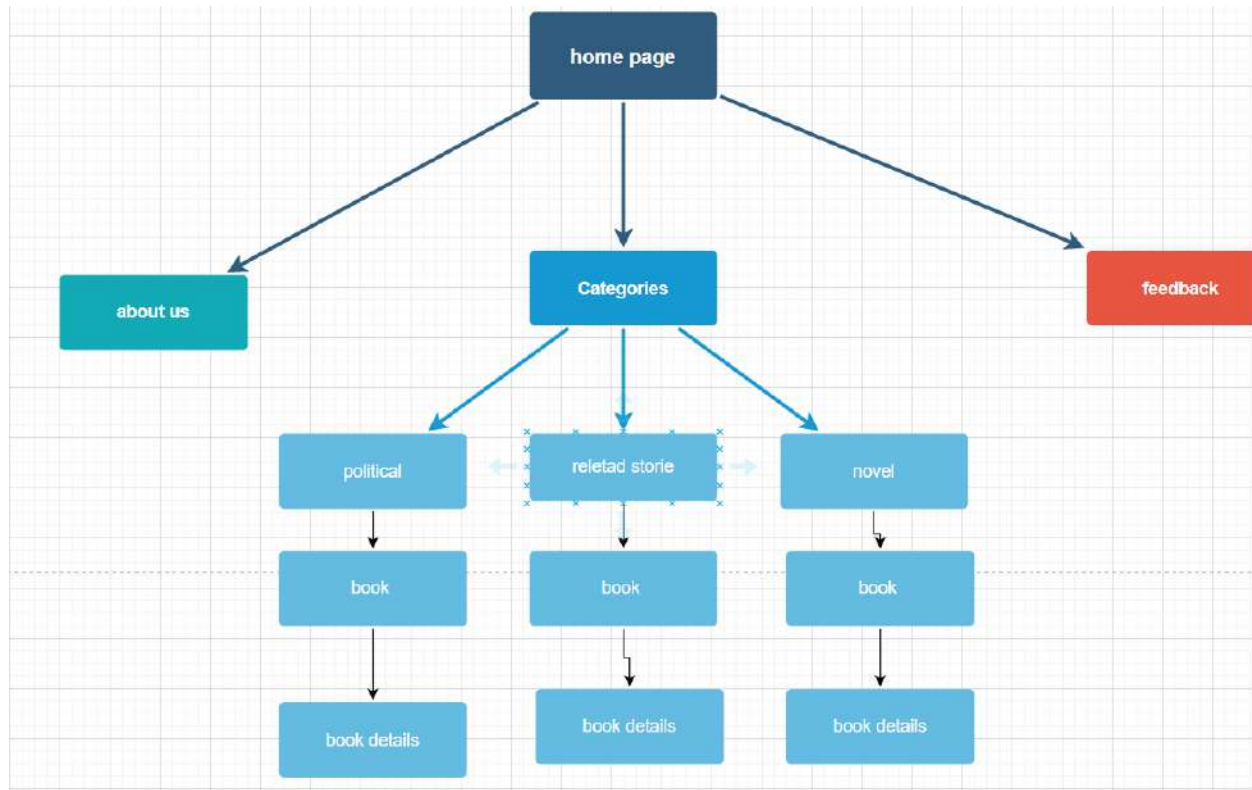 home page
about us
Categories
feedback
political
reletad storie
novel
book
book
book
book details
book details
book details